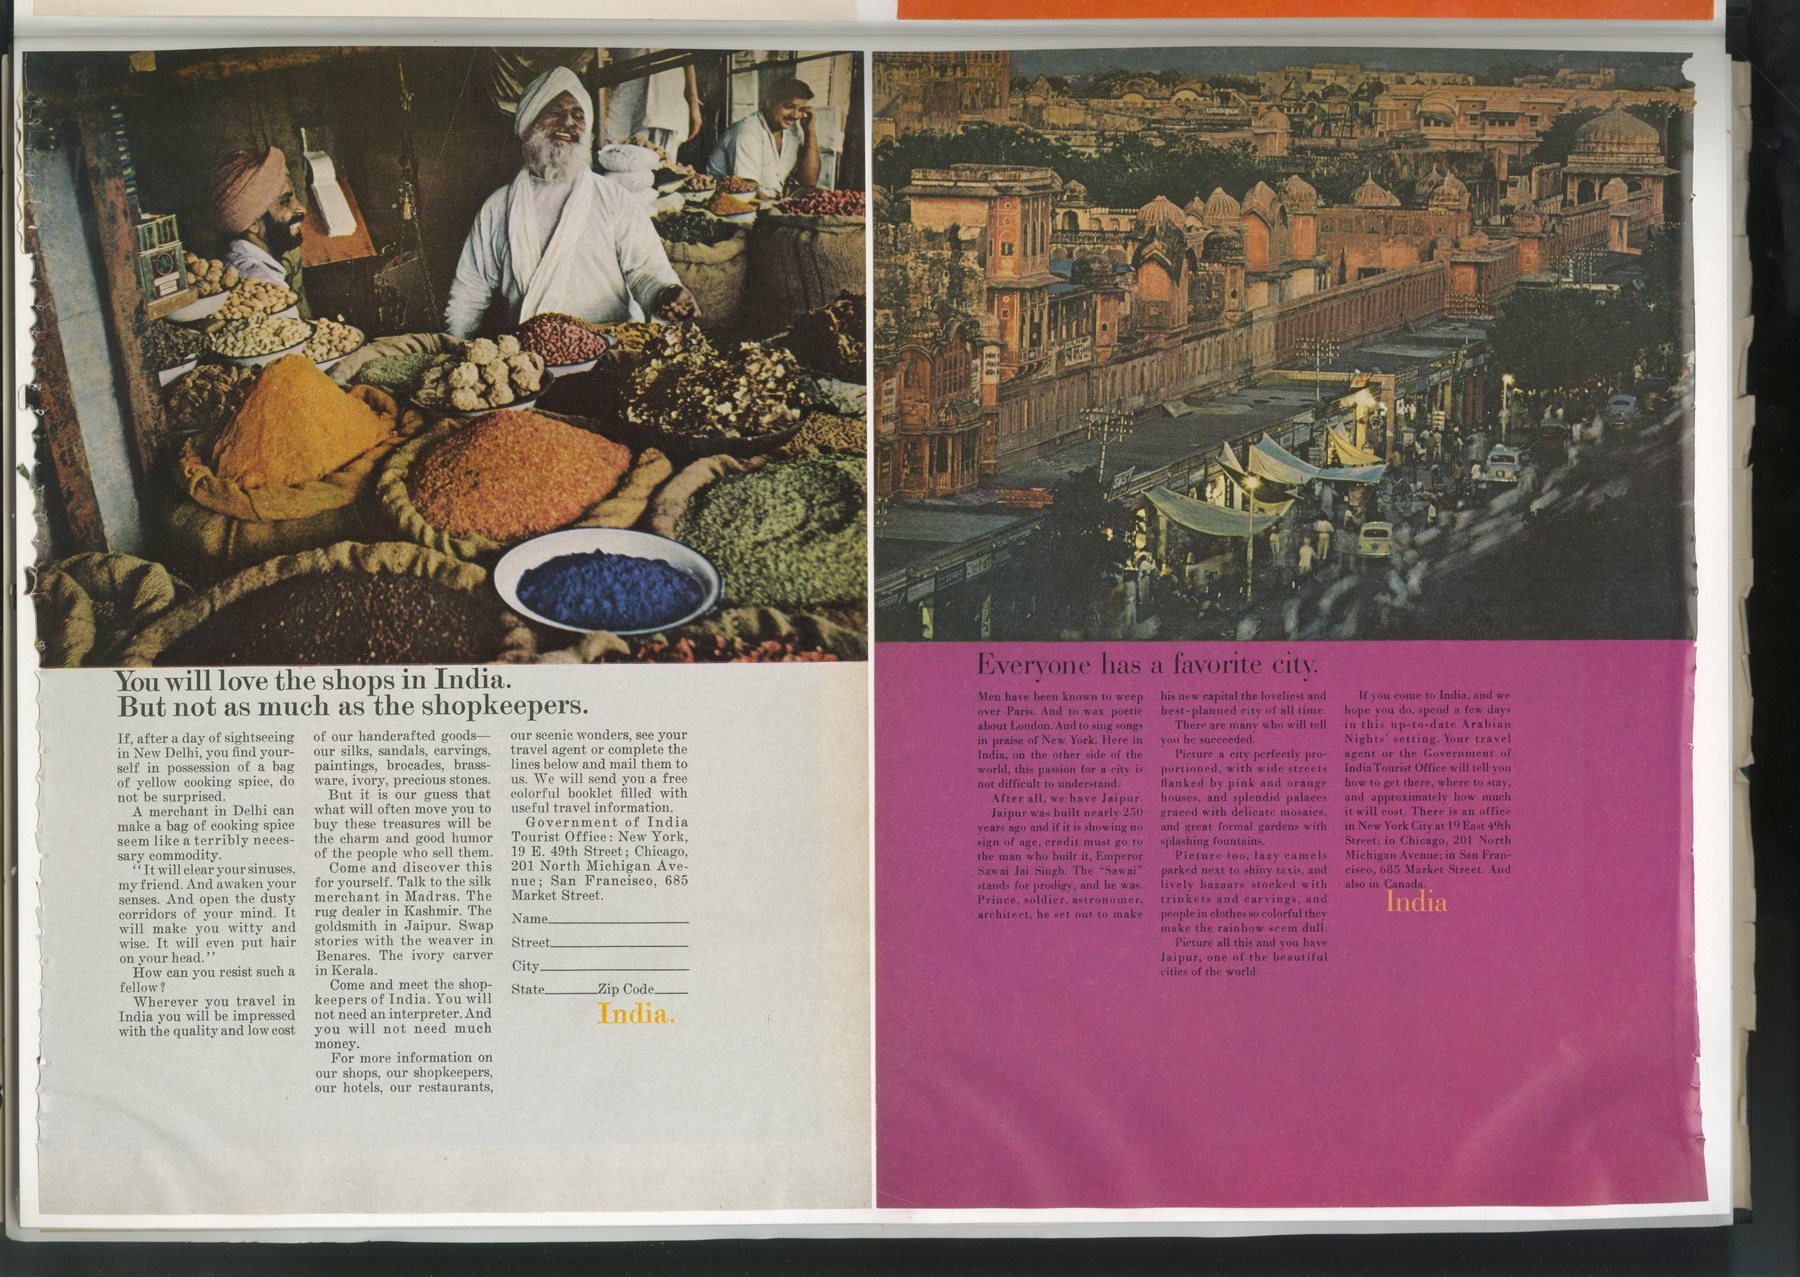 You will love the shops in India.
But not as much as the shopkeepers.
If, after a day of sightseeing
in New Delhi, you find your-
self in possession of a bag
of yellow cooking spice, do
not be surprised.
A merchant in Delhi can
make a bag of cooking spice
seem like a terribly neces-
sary commodity.
“It will clear your sinuses,
my friend. And awaken your
senses. And open the dusty
corridors of your mind. It
will make you witty and
wise. It will even put hair
on your head.”
How can you resist such a
fellow?
Wherever you travel in
India you will be impressed
with the quality and low cost
of our handcrafted goods—
our silks, sandals, carvings,
paintings, brocades, brass-
ware, ivory, precious stones.
But it is our guess that
what will often move you to
buy these treasures will be
the charm and good humor
of the people who sell them.
Come and discover this
for yourself. Talk to the silk
merchant in Madras. The
rug dealer in Kashmir. The
goldsmith in Jaipur. Swap
stories with the weaver in
Benares. The ivory carver
in Kerala.
Come and meet the shop-
keepers of India. You will
not need an interpreter. And
you will not need much
money.
For more information on
our shops, our shopkeepers,
our hotels, our restaurants,
our scenic wonders, see your
travel agent or complete the
lines below and mail them to
us. We will send you a free
colorful booklet filled with
useful travel information.
Government of India
Tourist Office: New York,
19 E. 49th Street; Chicago,
201 North Michigan Ave-
nue; San Francisco, 685
Market Street.
Name
Street
City
State Zip Code
India.
Everyone has a favorite city.
Men have been known to weep
over Paris. And to wax poetic
about London. And to sing songs
in praise of New York. Here in
India, on the other side of the
world, this passion for a city is
not difficult to understand.
After all, we have Jaipur.
Jaipur was built nearly 250
years ago and if it is showing no
sign of age, credit must go to
the man who built it, Emperor
Sawai Jai Singh. The “Sawai”
stands for prodigy, and he was.
Prince, soldier, astronomer,
architect, he set out to make
his new capital the loveliest and
best-planned city of all time.
There are many who will tell
you he succeeded.
Picture a city perfectly pro-
portioned, with wide streets
flanked by pink and orange
houses, and splendid palaces
graced with delicate mosaics,
and great formal gardens with
splashing fountains.
Picture too, lazy camels
parked next to shiny taxis, and
lively bazaars stocked with
trinkets and carvings, and
people in clothes so colorful they
make the rainbow seem dull.
Picture all this and you have
Jaipur, one of the beautiful
cities of the world.
If you come to India, and we
hope you do, spend a few days
in this up-to-date Arabian
Nights' setting. Your travel
agent or the Government of
India Tourist Office will tell you
how to get there, where to stay,
and approximately how much
it will cost. There is an office
in New York City at 19 East 49th
Street; in Chicago, 201 North
Michigan Avenue; in San Fran-
cisco, 685 Market Street. And
also in Canada.
India